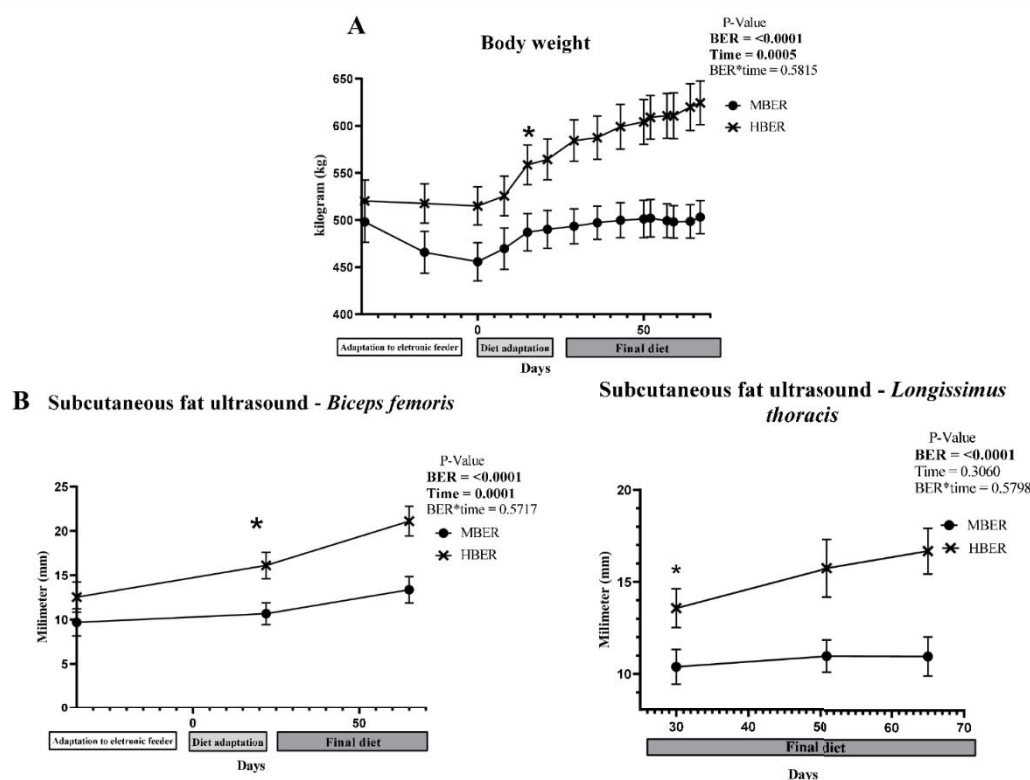 A
Body weight
P-Value
BER = <0.0001
Time = 0.0005
BER*time = 0.5815
MBER
HBER
*
kilogram (kg)
650
600
550
500
450
400
0
50
Adaptation to eletronic feeder
Diet adaptation
Final diet
Days
B
Subcutaneous fat ultrasound - Biceps femoris
P-Value
BER = <0.0001
Time = 0.0001
BER*time = 0.5717
MBER
HBER
*
Milimeter (mm)
25
20
15
10
5
0
0
50
Adaptation to eletronic feeder
Diet adaptation
Final diet
Days
Subcutaneous fat ultrasound - Longissimus
thoracis
P-Value
BER = <0.0001
Time = 0.3060
BER*time = 0.5798
MBER
HBER
*
Milimeter (mm)
20
15
10
30
40
50
60
70
Final diet
Days